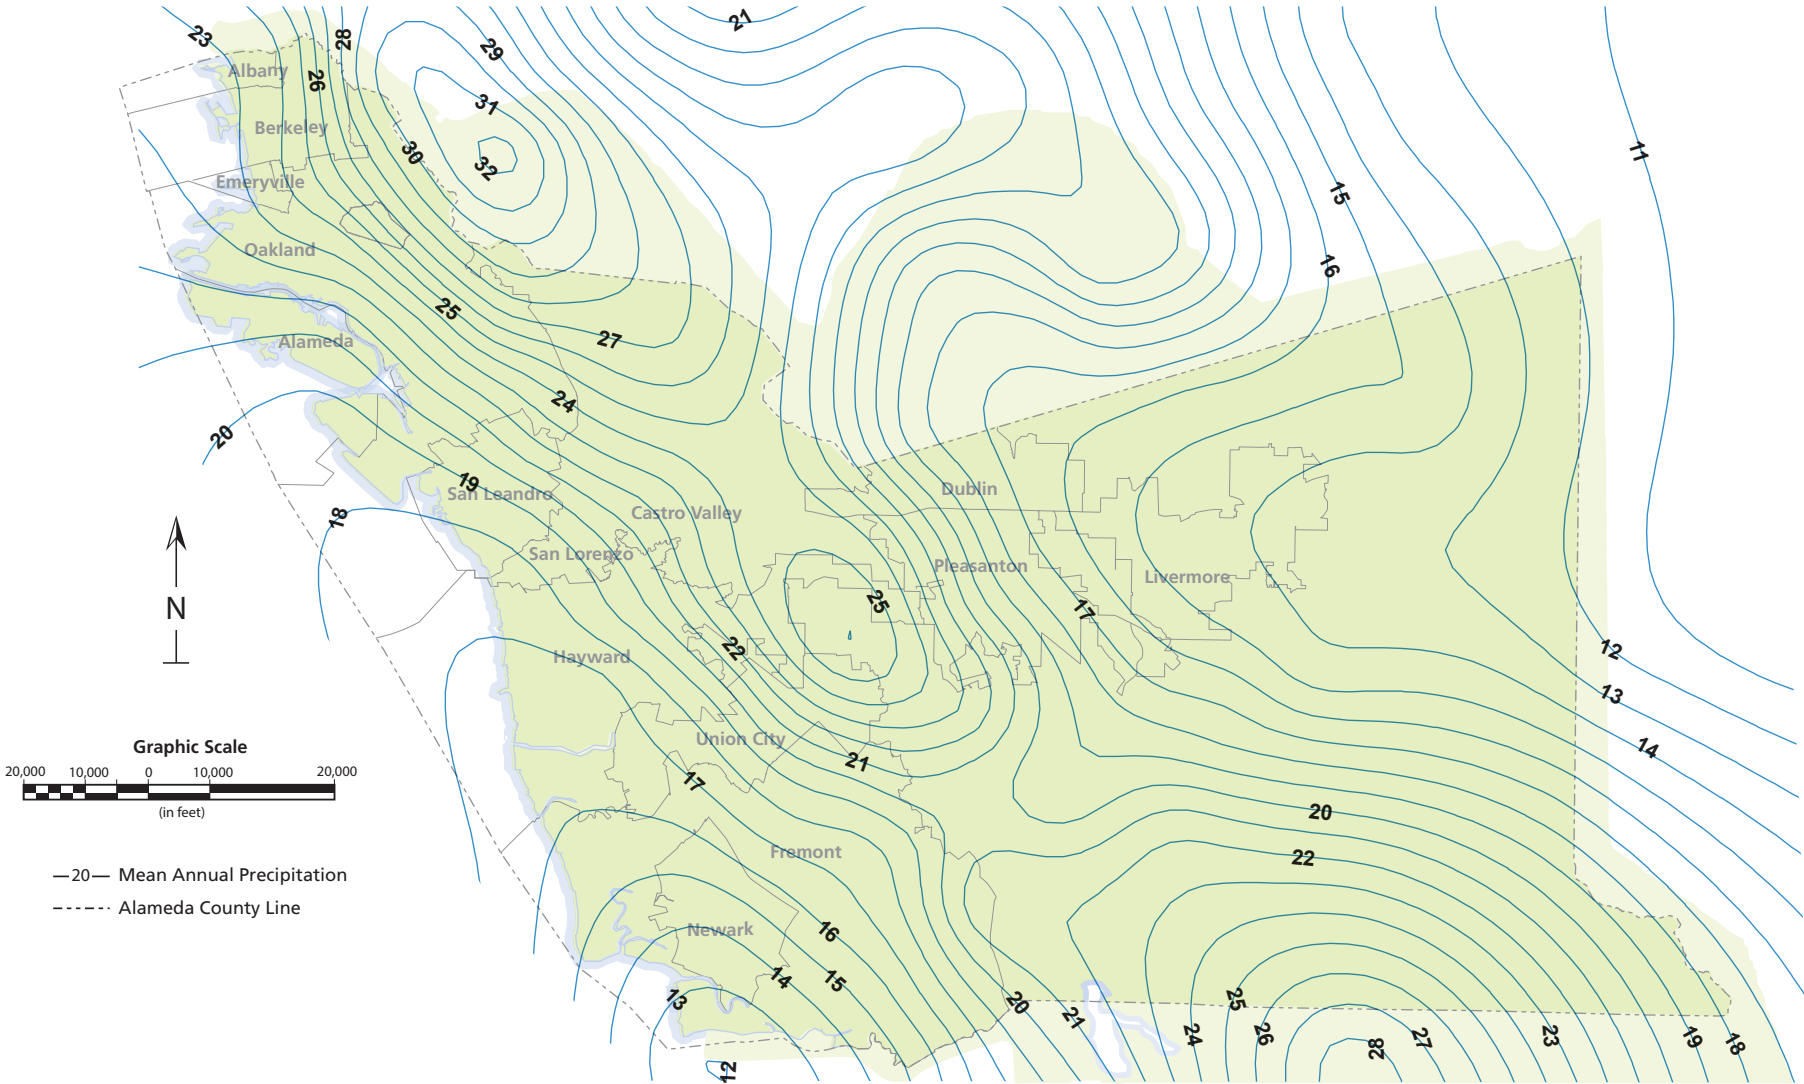 21
23
28
29
26
Albany
31
Berkeley
30
11
32
Emeryville
15
Oakland
16
25
Alameda
27
24
20
19
San Leandro
Dublin
18
Castro Valley
San Lorenzo
Pleasanton
Livermore
25
17
N
22
Hayward
12
13
Union City
14
Graphic Scale
21
20,000 10,000 0 10,000 20,000
17
(in feet)
20
Fremont
22
—20— Mean Annual Precipitation
Alameda County Line
Newark
16
14
15
13
20
25
21
24
26
28
27
23
19
18
12